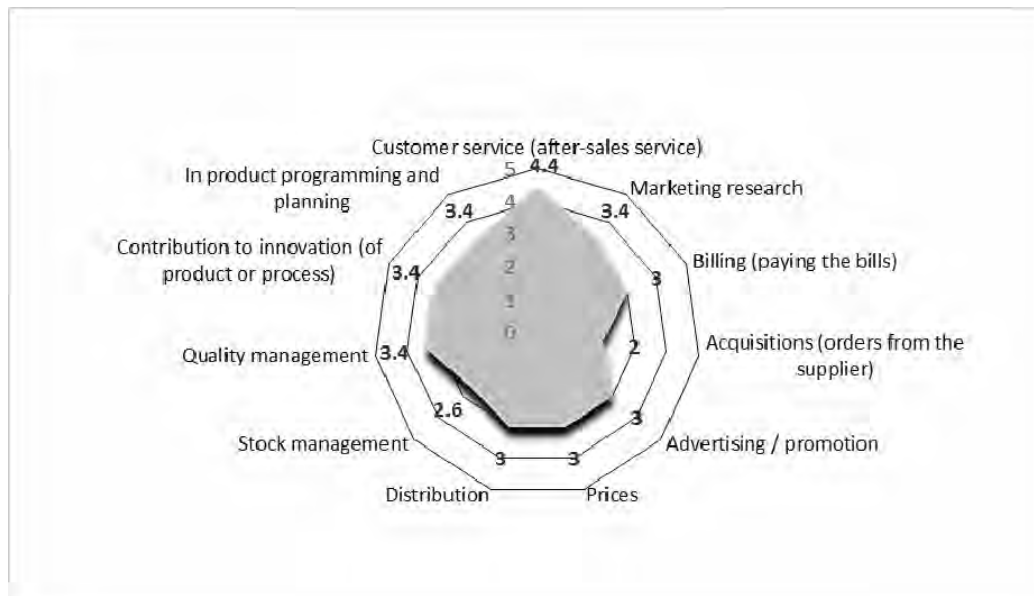 Customer service (after-sales service)
5 4.4
In product programming and
planning
Marketing research
4
3.4
3.4
3
Contribution to innovation (of
product or process)
3.4
Billing (paying the bills)
3
2
1
0
Quality management
3.4
2
Acquisitions (orders from the
supplier)
2.6
3
Stock management
Advertising / promotion
3
3
Distribution
Prices